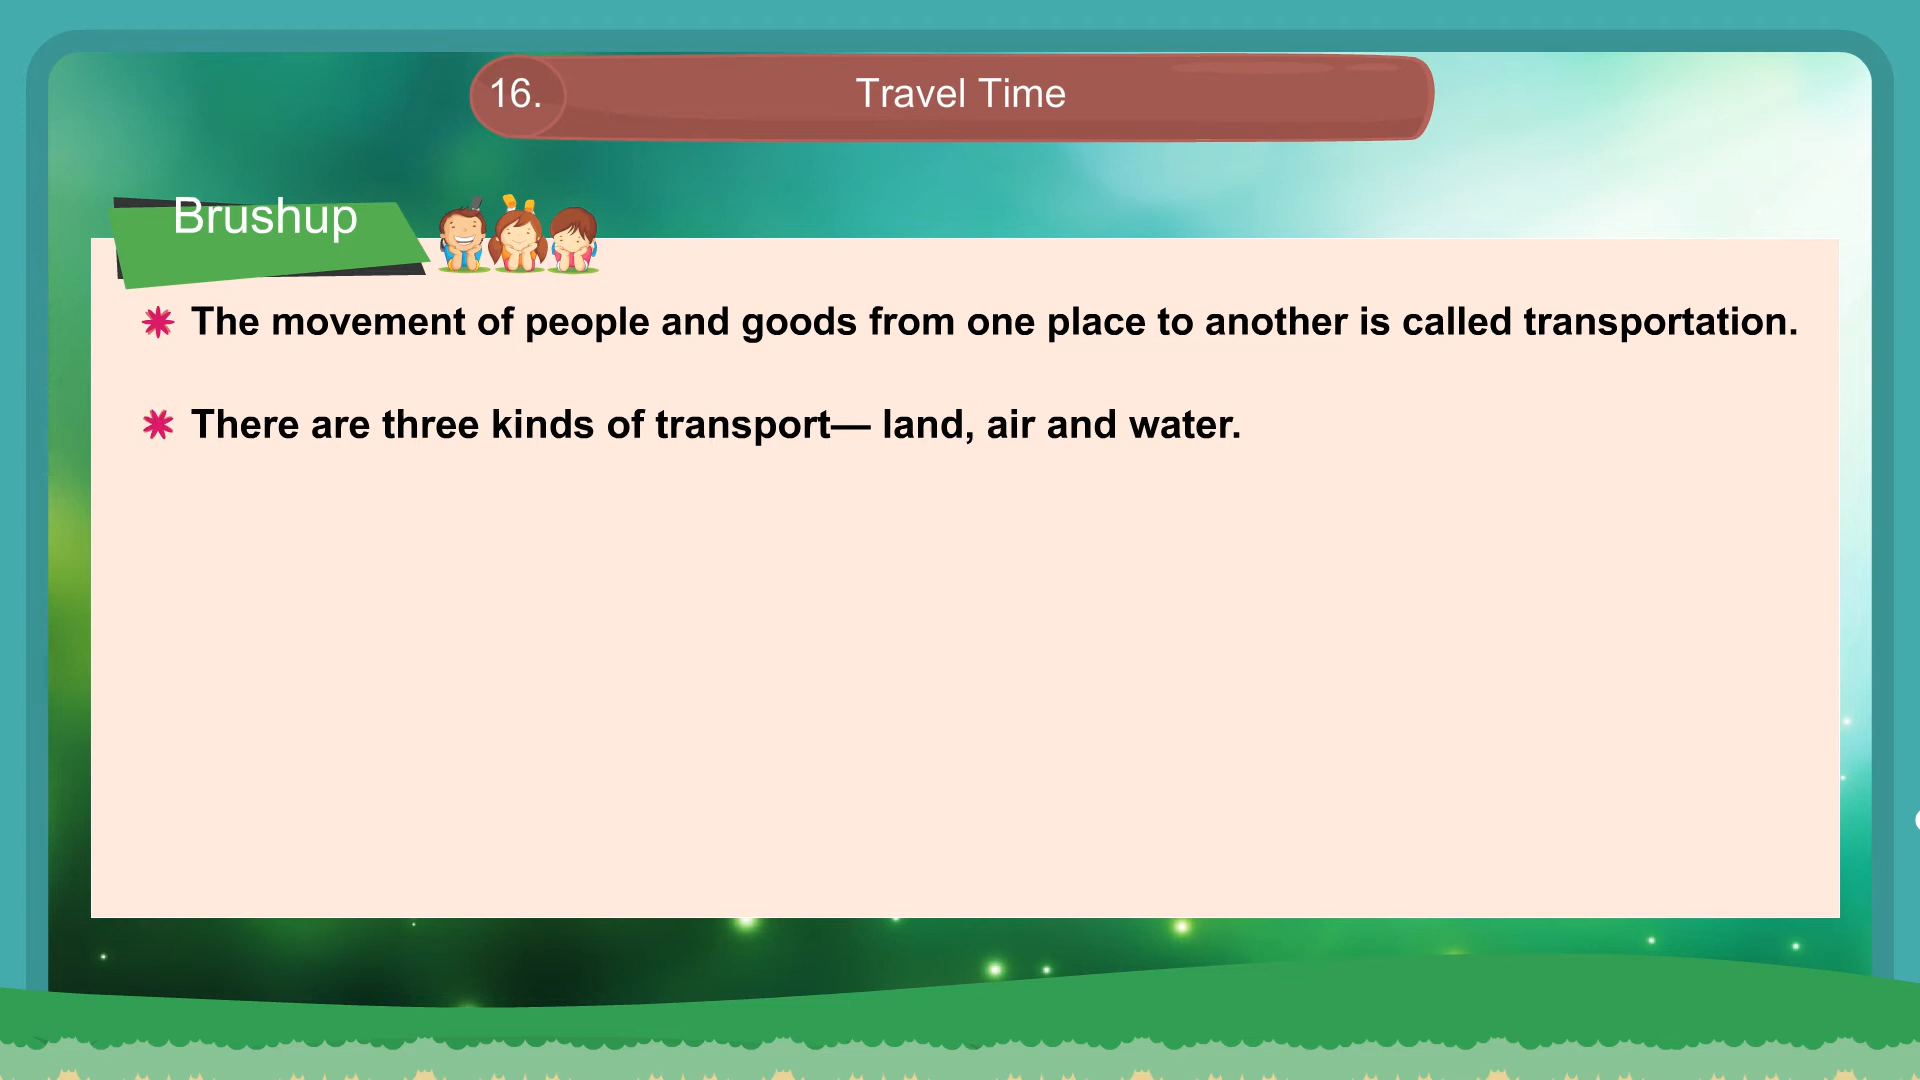 16. Travel Time
Brushup
The movement of people and goods from one place to another is called transportation.
There are three kinds of transport— land, air and water.